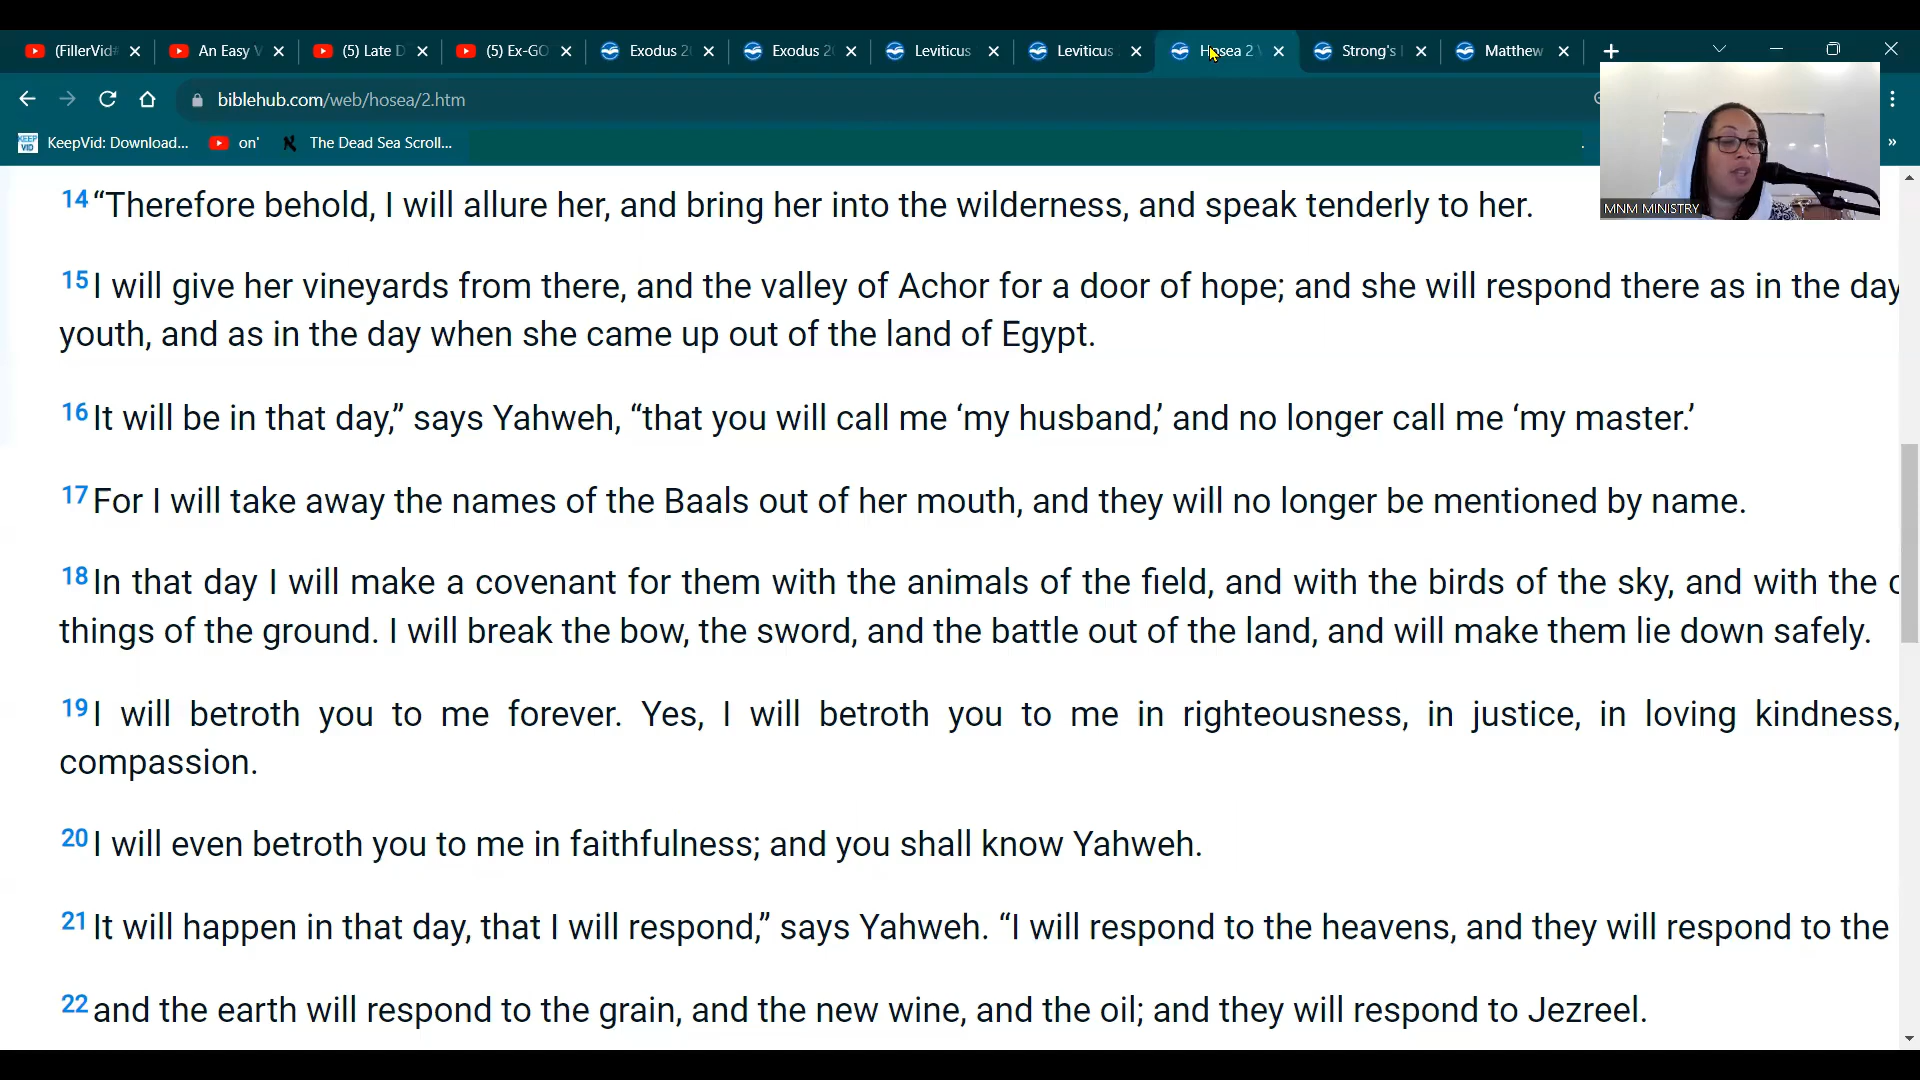 (FillerVid
An Easy V
(5) Late D
(5) Ex-GO
Exodus 2
Exodus 2
Leviticus
Leviticus
Hosea 2
Strong's
Matthew
biblehub.com/web/hosea/2.htm
KEEP VID
KeepVid: Download...
on'
The Dead Sea Scroll...
MNM MINISTRY
14 “Therefore behold, I will allure her, and bring her into the wilderness, and speak tenderly to her.
15 I will give her vineyards from there, and the valley of Achor for a door of hope; and she will respond there as in the day
youth, and as in the day when she came up out of the land of Egypt.
16 It will be in that day,” says Yahweh, “that you will call me ‘my husband,’ and no longer call me ‘my master.’
17 For I will take away the names of the Baals out of her mouth, and they will no longer be mentioned by name.
18 In that day I will make a covenant for them with the animals of the field, and with the birds of the sky, and with the
things of the ground. I will break the bow, the sword, and the battle out of the land, and will make them lie down safely.
19 I will betroth you to me forever. Yes, I will betroth you to me in righteousness, in justice, in loving kindness,
compassion.
20 I will even betroth you to me in faithfulness; and you shall know Yahweh.
21 It will happen in that day, that I will respond,” says Yahweh. “I will respond to the heavens, and they will respond to the
22 and the earth will respond to the grain, and the new wine, and the oil; and they will respond to Jezreel.